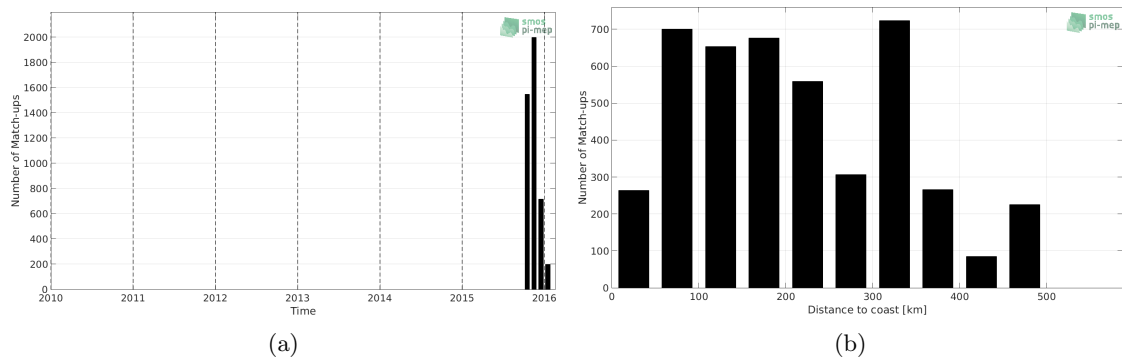 smos
pi-mep
Number of Match-ups
2000
1800
1600
1400
1200
1000
800
600
400
200
0
2010 2011 2012 2013 2014 2015 2016
Time
(a)
smos
pi-mep
Number of Match-ups
700
600
500
400
300
200
100
0
0 100 200 300 400 500
Distance to coast [km]
(b)